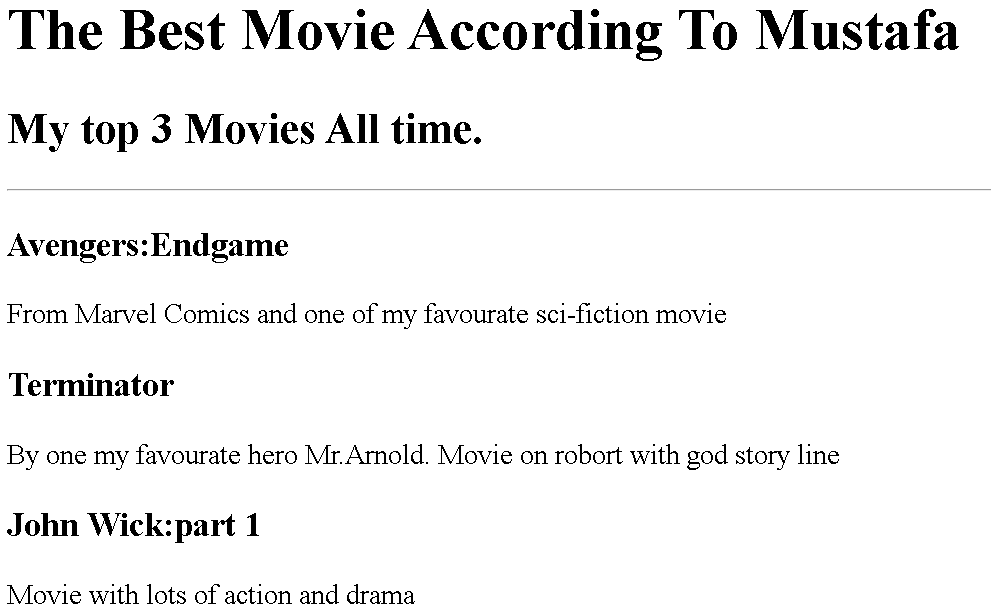 The Best Movie According To Mustafa
My top 3 Movies All time.
Avengers:Endgame
From Marvel Comics and one of my favourate sci-fiction movie
Terminator
By one my favourate hero Mr.Arnold. Movie on robort with god story line
John Wick:part 1
Movie with lots of action and drama